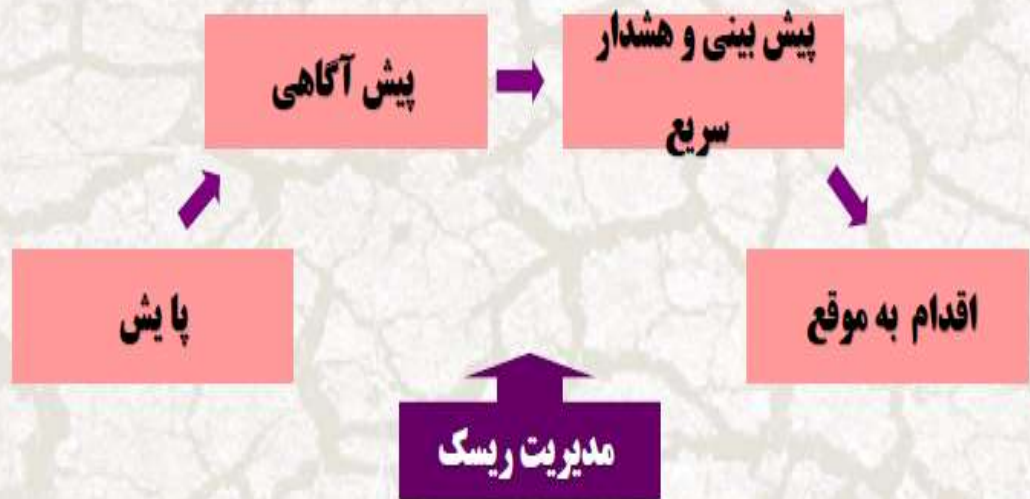 پیش بینی و هشدار
سریع
پیش آگاهی
پا یش
اقدام به موقع
مدیریت ریسک